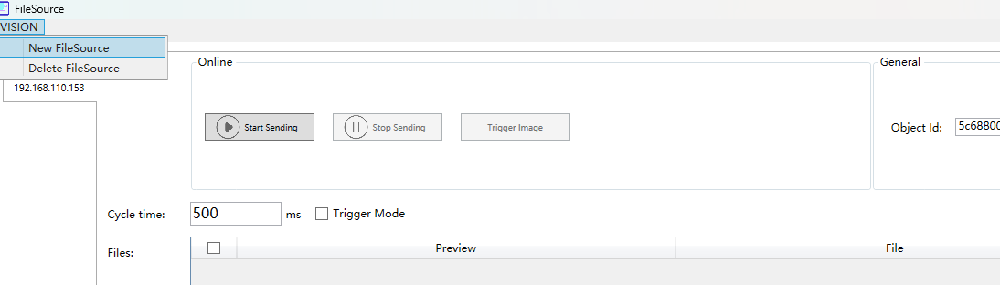 FileSource
VISION
New FileSource
Delete FileSource
192.168.110.153
Online
General
Start Sending
Stop Sending
Trigger Image
Object Id:
5c68800
Cycle time:
500
ms
Trigger Mode
Files:
Preview
File